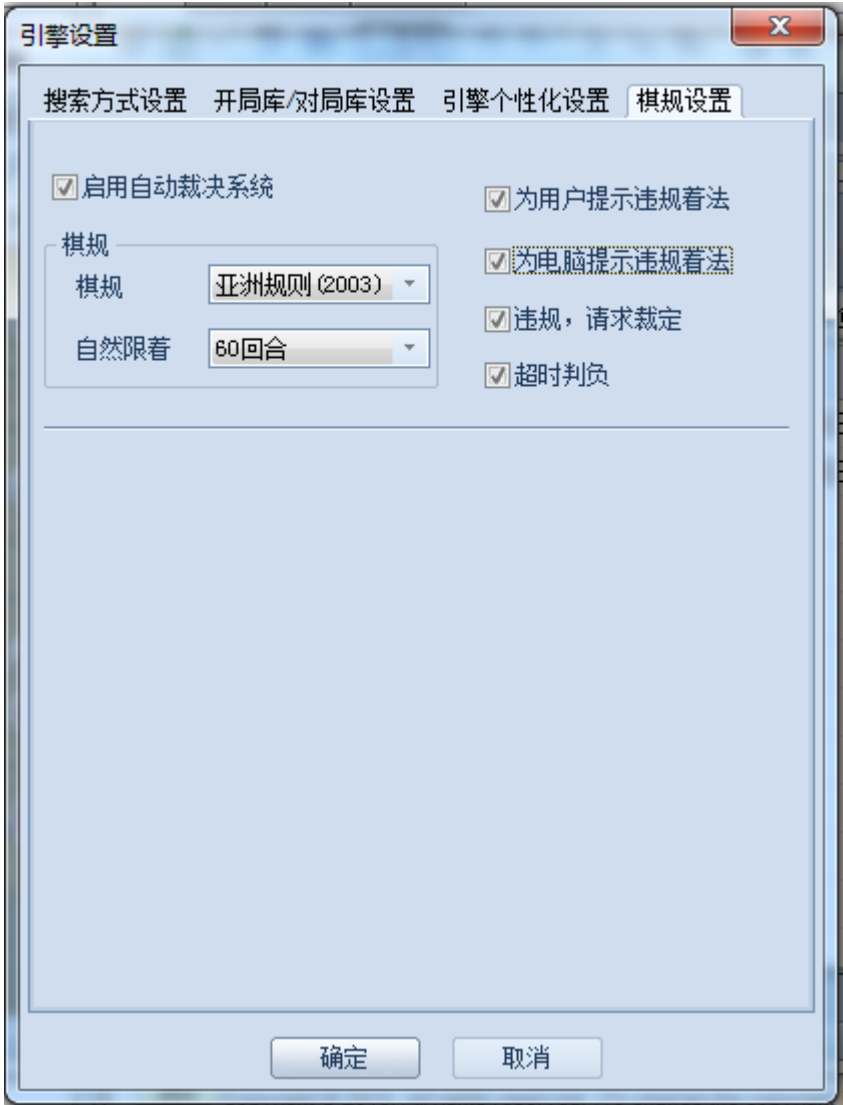 引擎设置
搜索方式设置 开局库/对局库设置 引擎个性化设置 棋规设置
启用自动裁决系统
棋规
棋规 亚洲规则(2003)
自然限着 60回合
为用户提示违规着法
为电脑提示违规着法
违规，请求裁定
超时判负
确定 取消